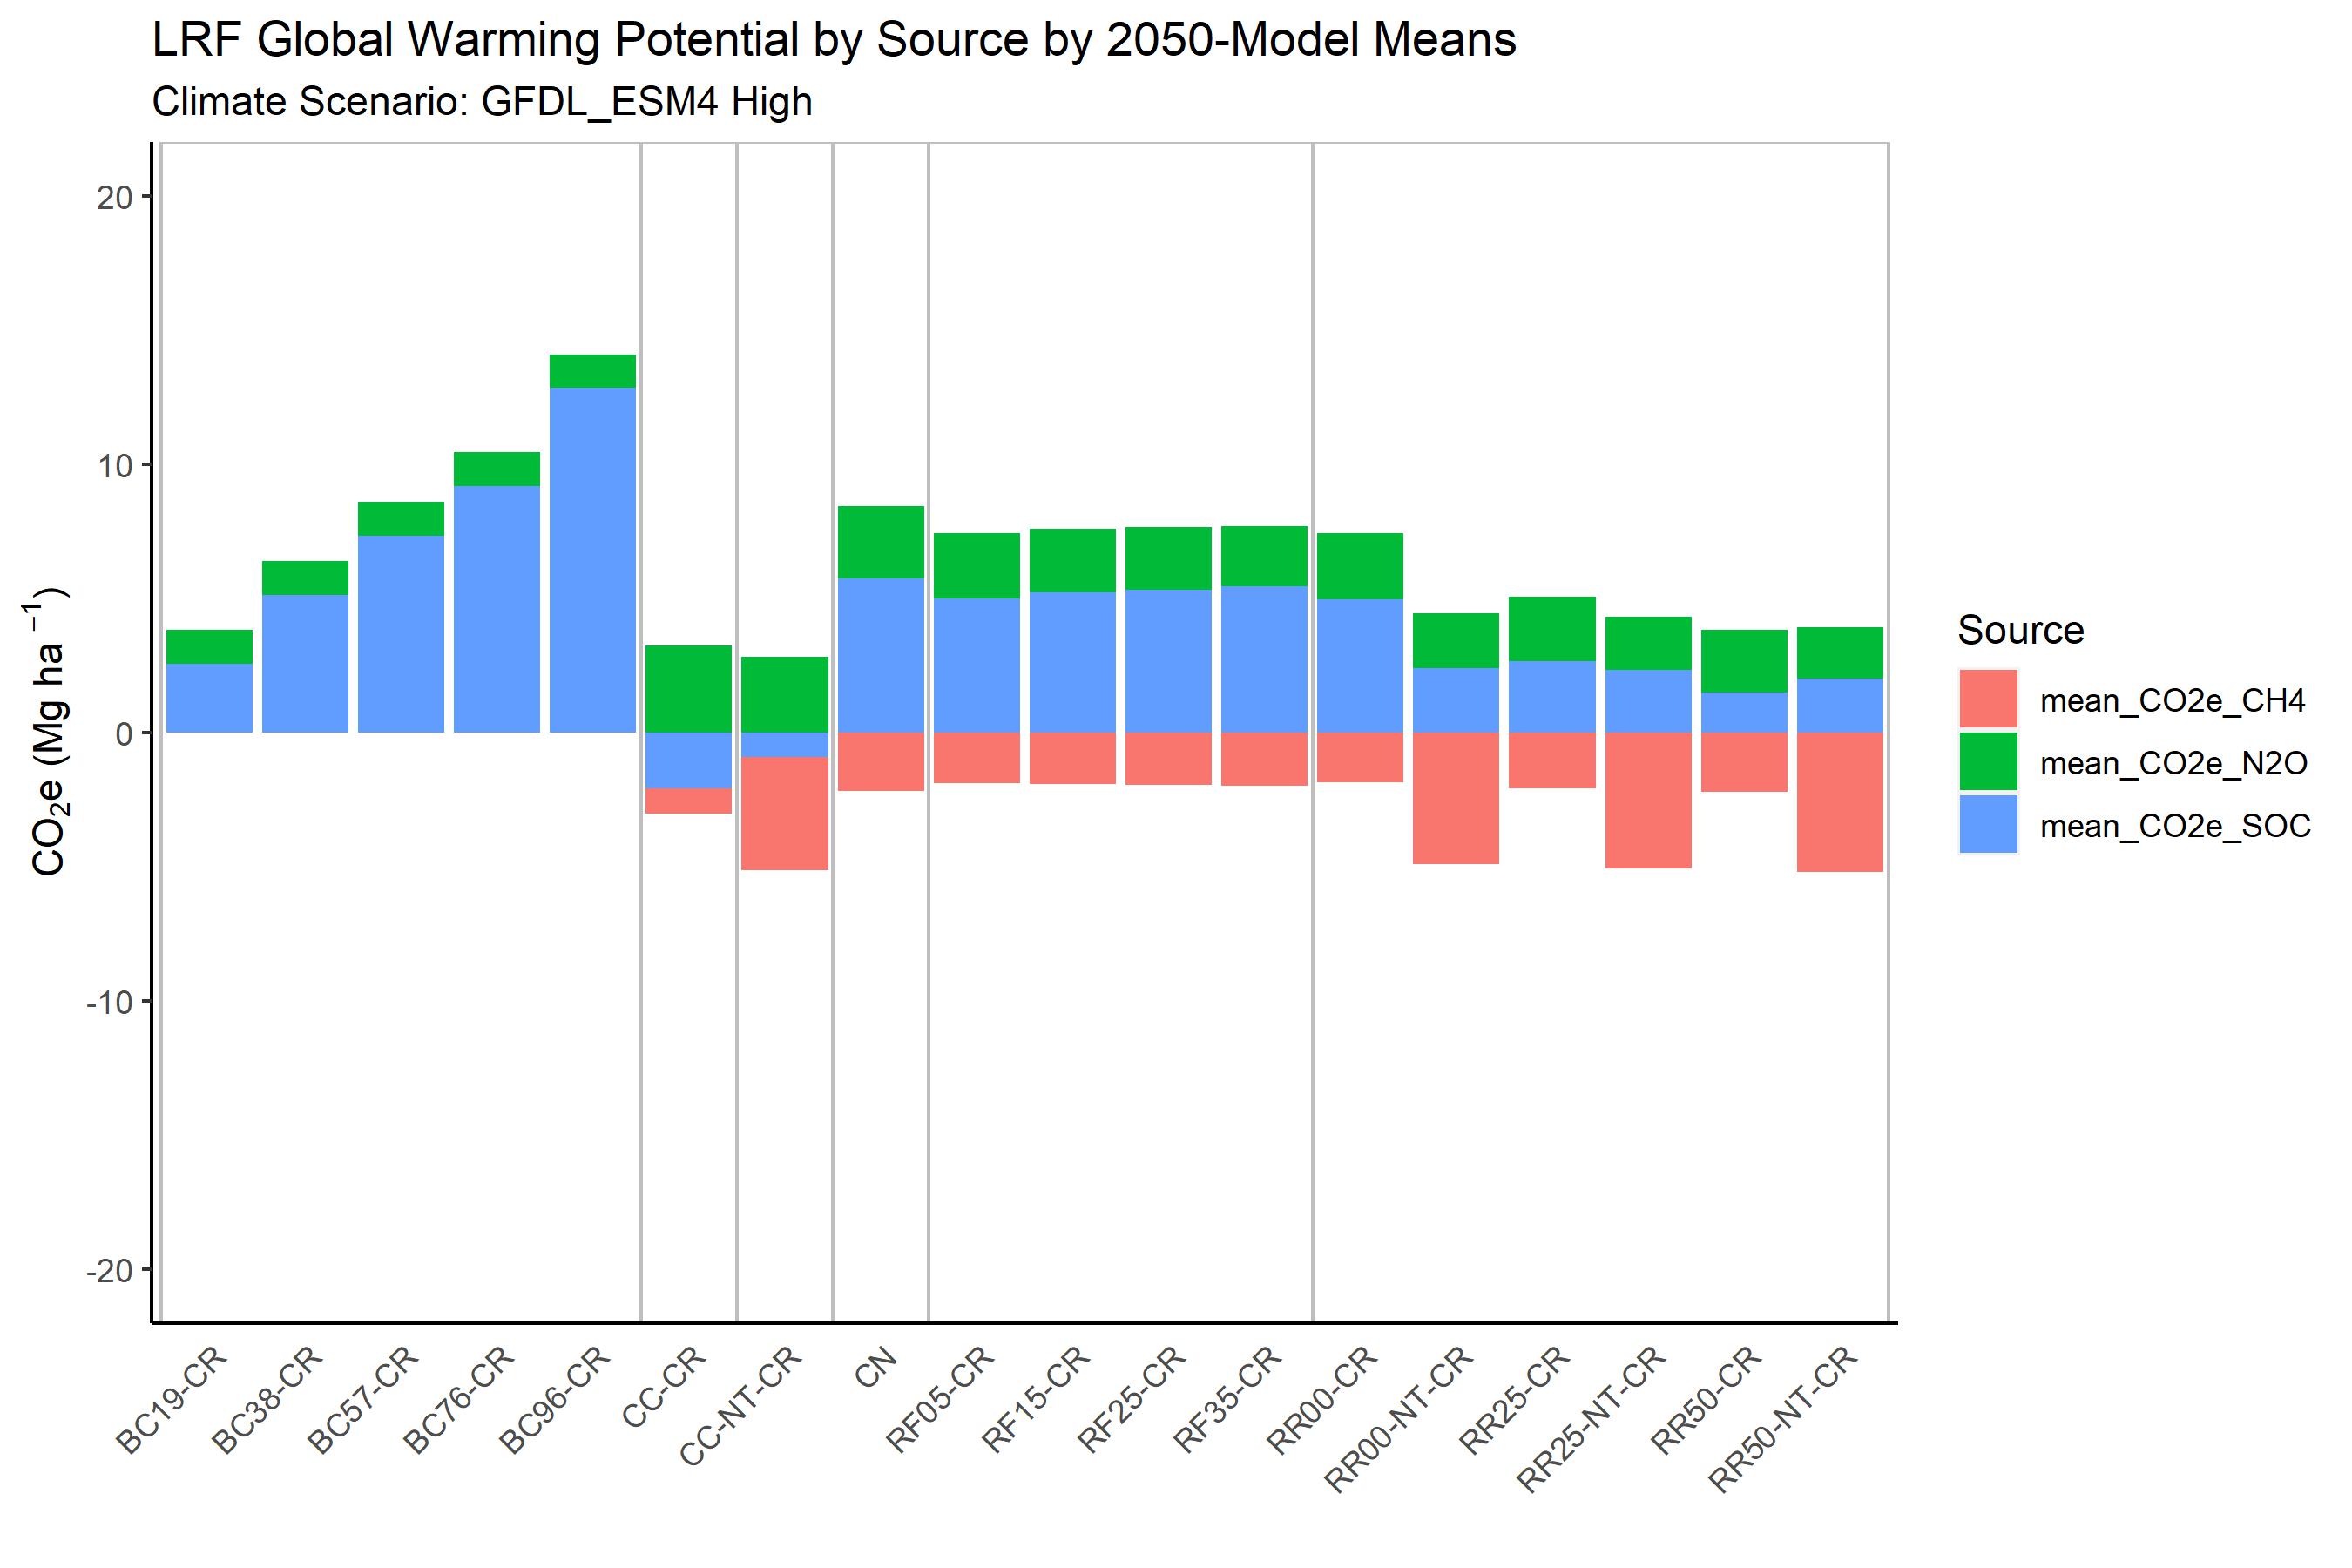 LRF Global Warming Potential by Source by 2050-Model Means
Climate Scenario: GFDL_ESM4 High
CO₂e (Mg ha ⁻¹)
20
10
0
-10
-20
BC19-CR
BC38-CR
BC57-CR
BC76-CR
BC96-CR
CC-CR
CC-NT-CR
CN
RF05-CR
RF15-CR
RF25-CR
RF35-CR
RR00-CR
RR00-NT-CR
RR25-CR
RR25-NT-CR
RR50-CR
RR50-NT-CR
Source
mean_CO2e_CH4
mean_CO2e_N2O
mean_CO2e_SOC